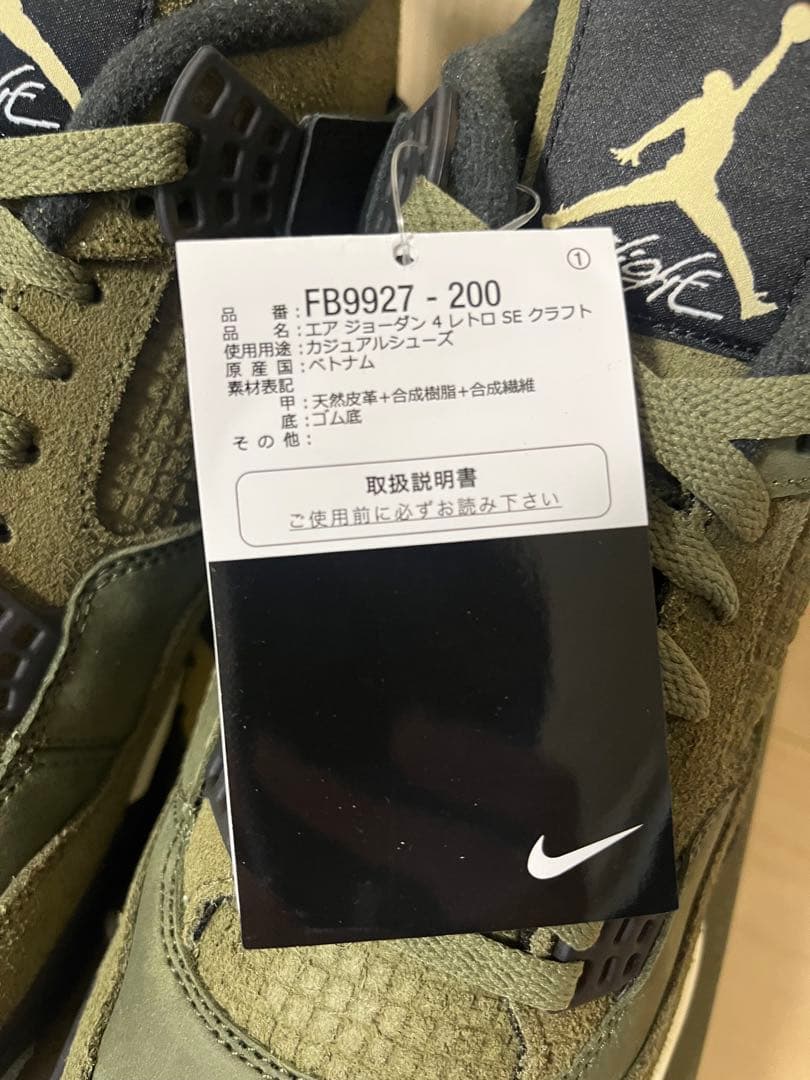 ①
品 番 : FB9927 - 200
品 名 : エア ジョーダン 4 レトロ SE クラフト
使用用途 : カジュアルシューズ
原 産 国 : ベトナム
素材表記
甲 : 天然皮革+合成樹脂+合成繊維
底 : ゴム底
そ の 他 :
取扱説明書
ご使用前に必ずお読み下さい
Flight